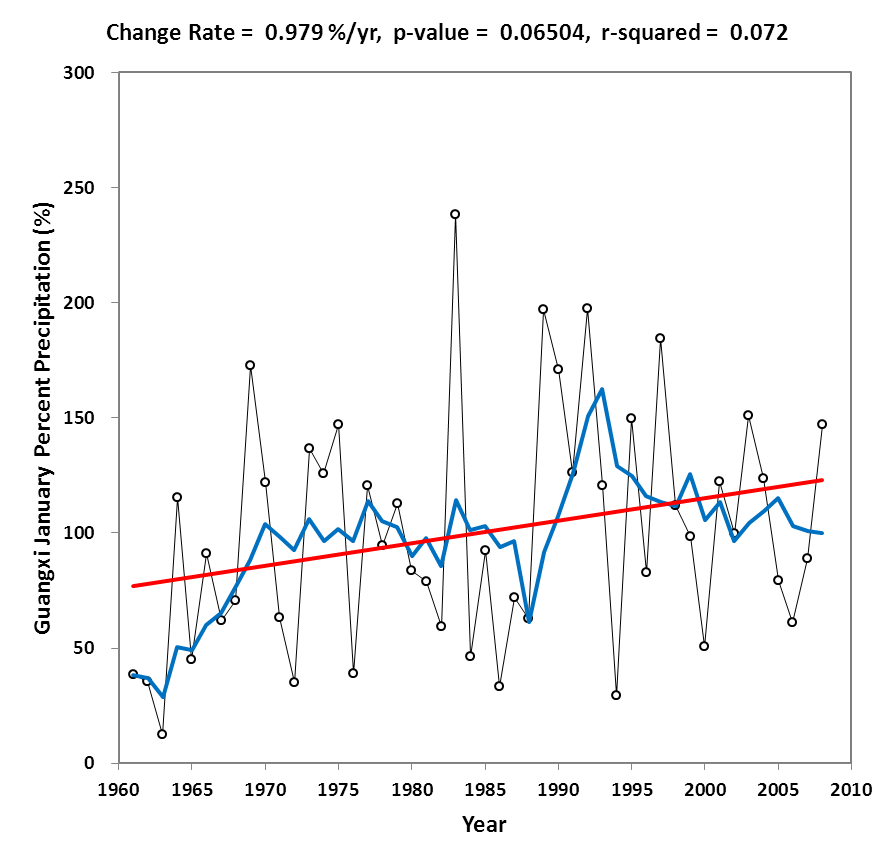 Change Rate = 0.979 %/yr, p-value = 0.06504, r-squared = 0.072
Guangxi January Percent Precipitation (%)
300
250
200
150
100
50
0
1960 1965 1970 1975 1980 1985 1990 1995 2000 2005 2010
Year